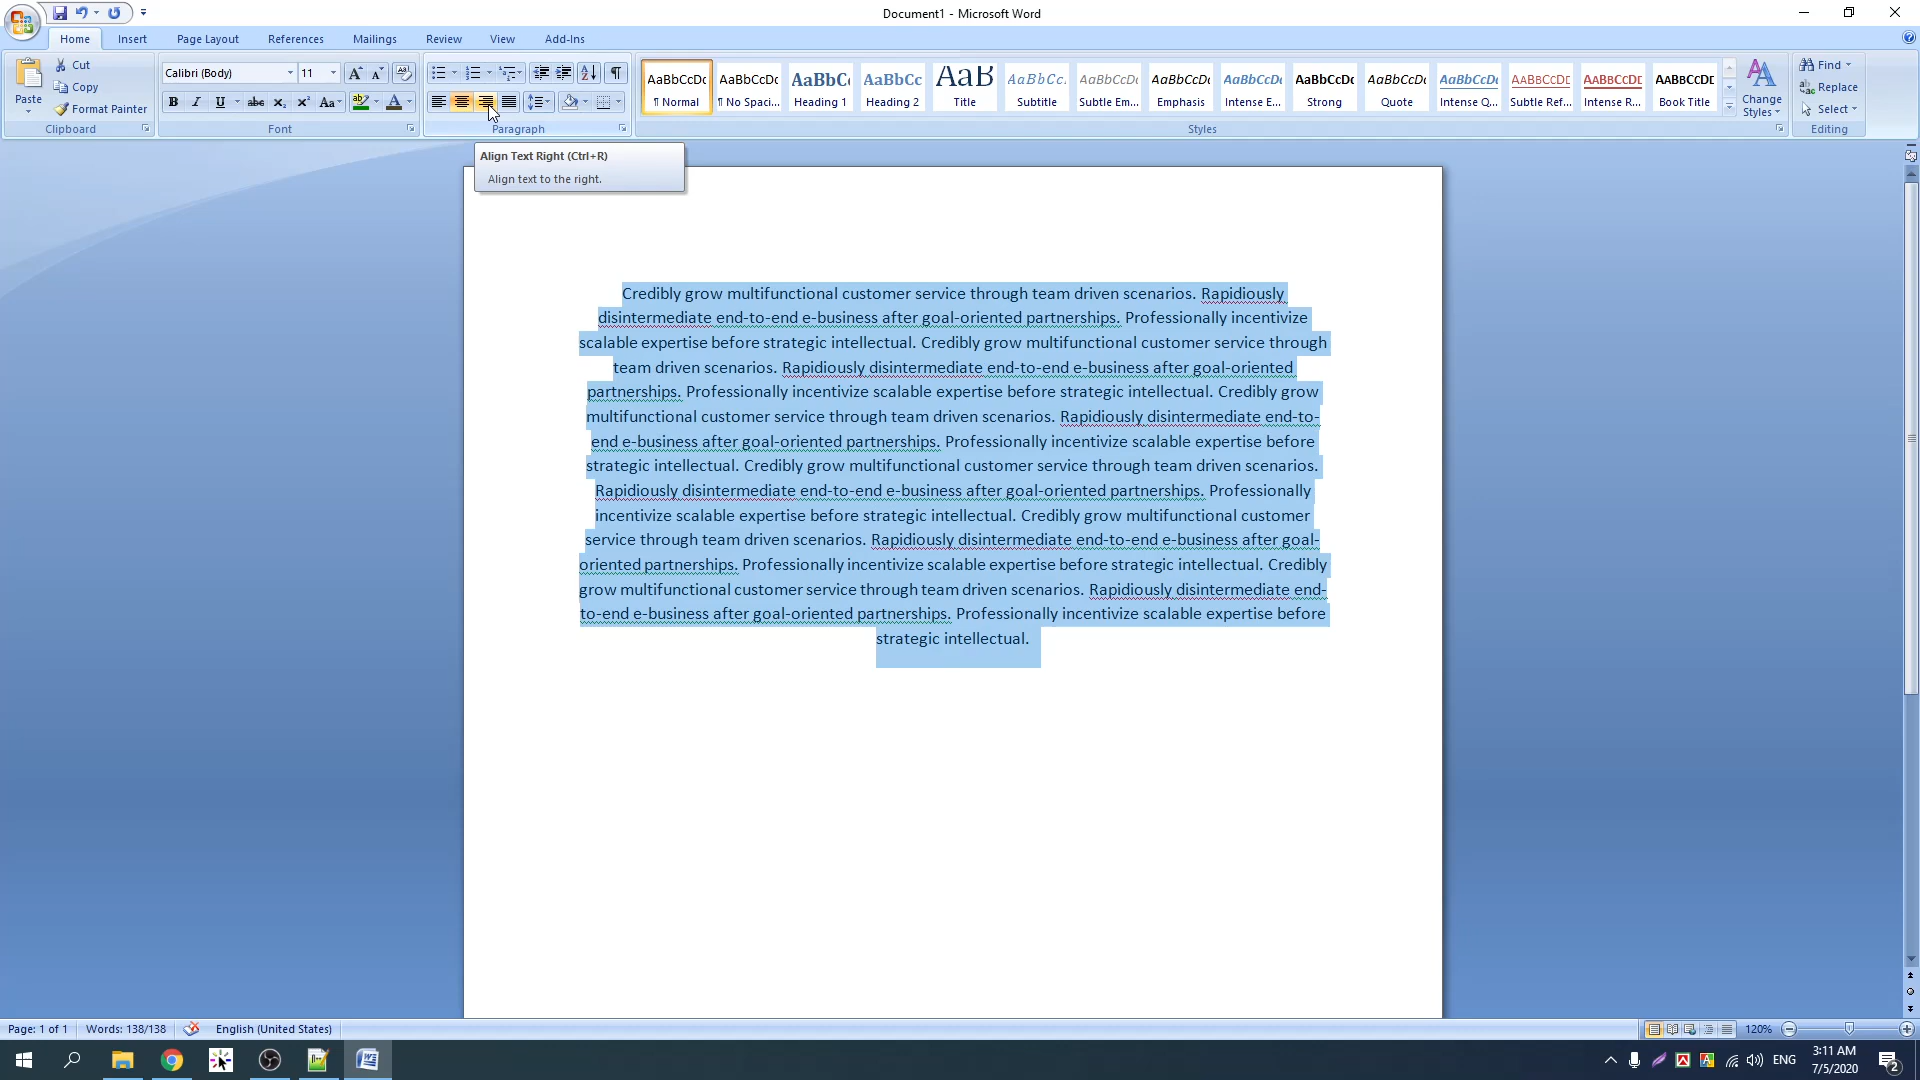 Document1 - Microsoft Word
Home Insert Page Layout References Mailings Review View Add-Ins
Paste
Cut
Copy
Format Painter
Clipboard
Calibri (Body) 11
Font
Paragraph
AaBbCcDc AaBbCcDc AaBbC AaBbCc AaB AaBbCc. AaBbCcDc AaBbCcDc AaBbCcDc AaBbCcDc AaBbCcDc AaBbCcDc AABBCCDE AABBCCDE AABBCCDE
¶ Normal ¶ No Spaci... Heading 1 Heading 2 Title Subtitle Subtle Em... Emphasis Intense E... Strong Quote Intense Q... Subtle Ref... Intense R... Book Title
Change
Styles
Styles
Find
Replace
Select
Editing
Align Text Right (Ctrl+R)
Align text to the right.
Credibly grow multifunctional customer service through team driven scenarios. Rapidiously
disintermediate end-to-end e-business after goal-oriented partnerships. Professionally incentivize
scalable expertise before strategic intellectual. Credibly grow multifunctional customer service through
team driven scenarios. Rapidiously disintermediate end-to-end e-business after goal-oriented
partnerships. Professionally incentivize scalable expertise before strategic intellectual. Credibly grow
multifunctional customer service through team driven scenarios. Rapidiously disintermediate end-to-
end e-business after goal-oriented partnerships. Professionally incentivize scalable expertise before
strategic intellectual. Credibly grow multifunctional customer service through team driven scenarios.
Rapidiously disintermediate end-to-end e-business after goal-oriented partnerships. Professionally
incentivize scalable expertise before strategic intellectual. Credibly grow multifunctional customer
service through team driven scenarios. Rapidiously disintermediate end-to-end e-business after goal-
oriented partnerships. Professionally incentivize scalable expertise before strategic intellectual. Credibly
grow multifunctional customer service through team driven scenarios. Rapidiously disintermediate end-
to-end e-business after goal-oriented partnerships. Professionally incentivize scalable expertise before
strategic intellectual.
Page: 1 of 1 Words: 138/138 English (United States) 120%
ENG
3:11 AM
7/5/2020
2